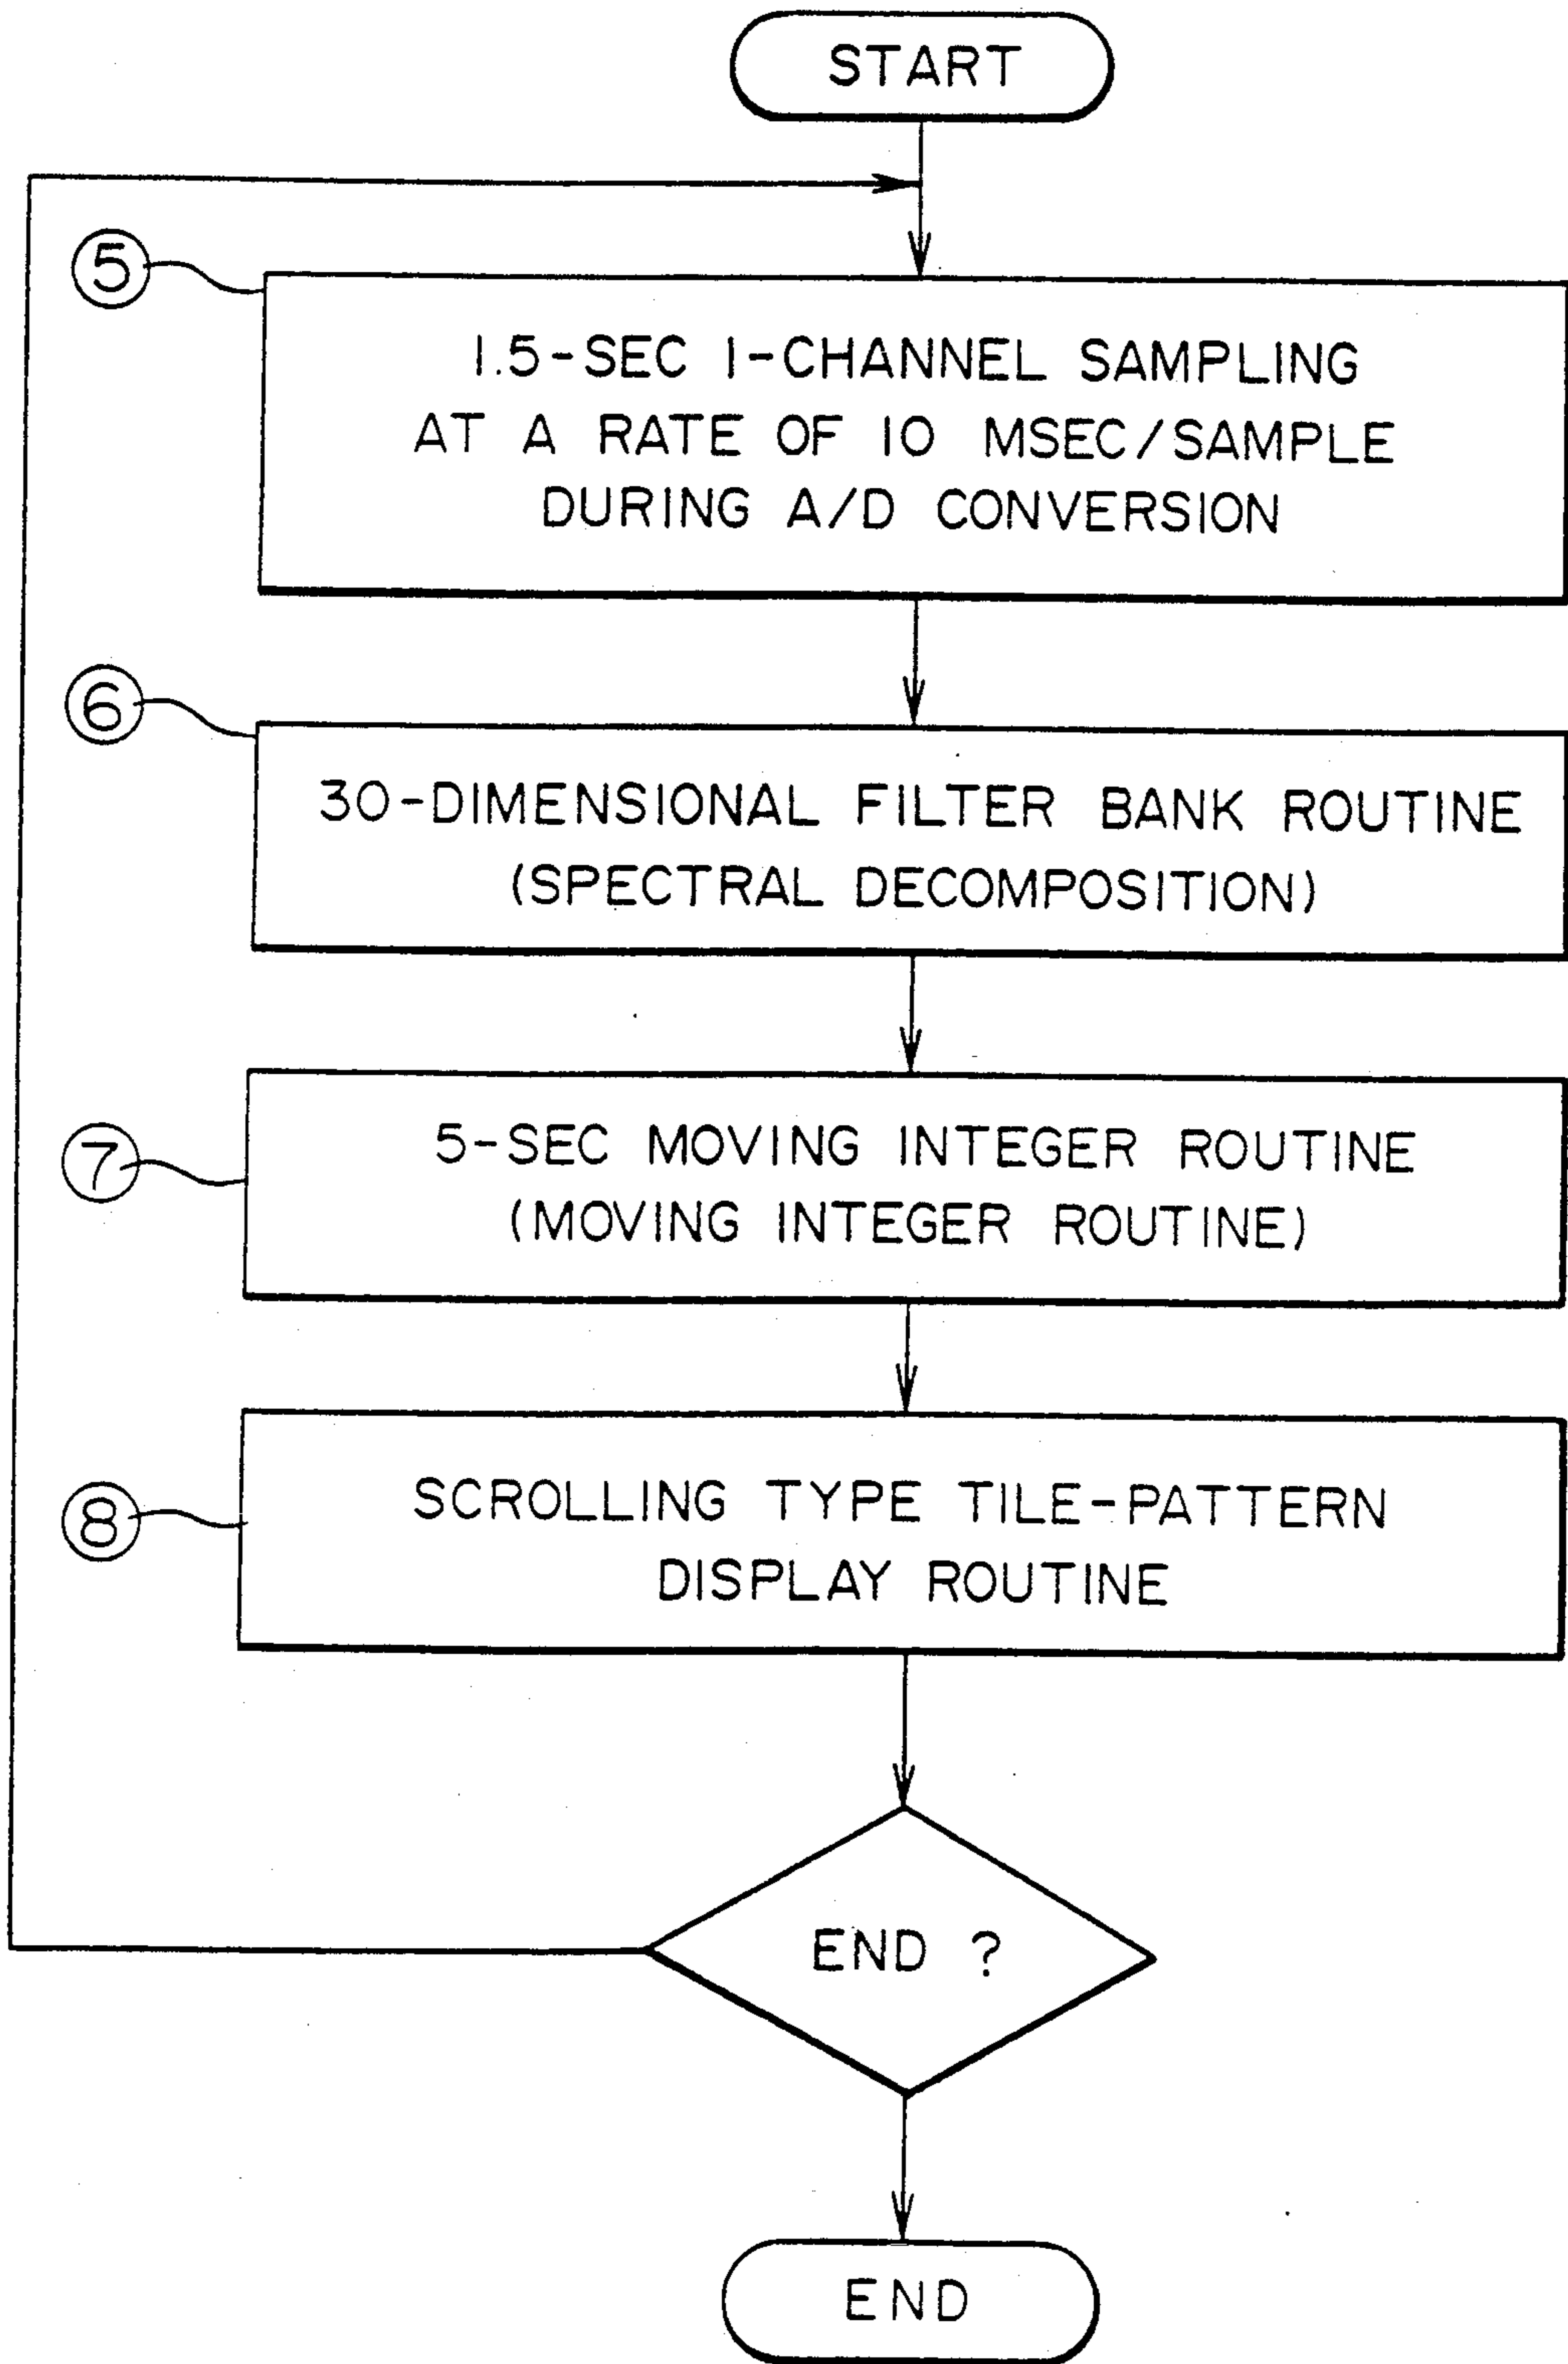 START
⑤
1.5-SEC 1-CHANNEL SAMPLING
AT A RATE OF 10 MSEC/SAMPLE
DURING A/D CONVERSION
⑥
30-DIMENSIONAL FILTER BANK ROUTINE
(SPECTRAL DECOMPOSITION)
⑦
5-SEC MOVING INTEGER ROUTINE
(MOVING INTEGER ROUTINE)
⑧
SCROLLING TYPE TILE-PATTERN
DISPLAY ROUTINE
END ?
END